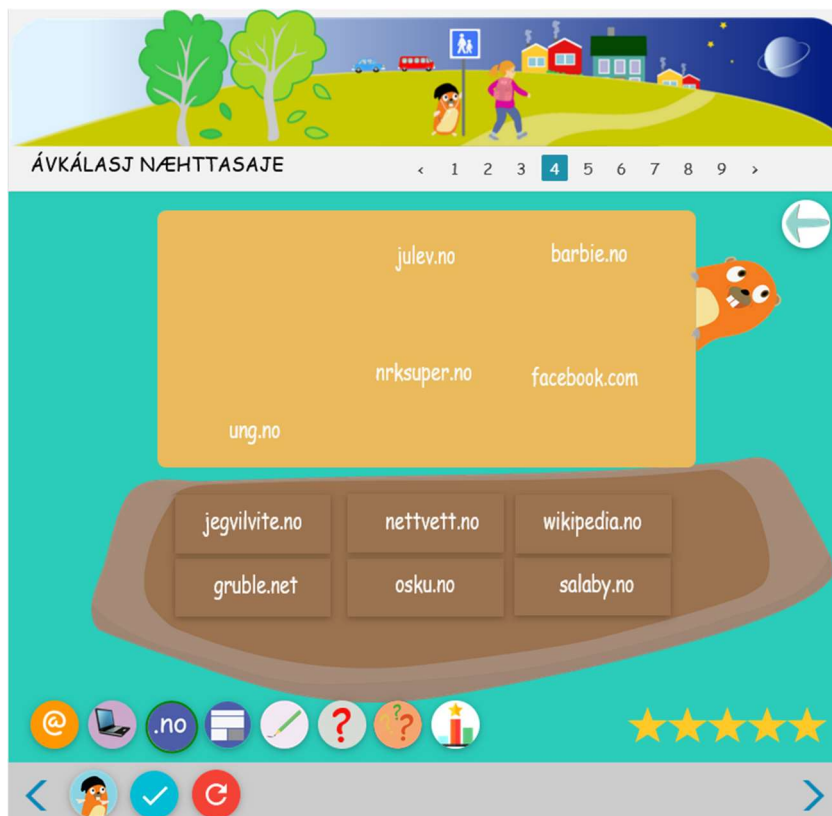 ÁVKÁLASJ NÆHTTASAJE
‹ 1 2 3 4 5 6 7 8 9 ›
julev.no barbie.no
nrksuper.no facebook.com
ung.no
jegvilvite.no nettvett.no wikipedia.no
gruble.net osku.no salaby.no
@ .no ? ???